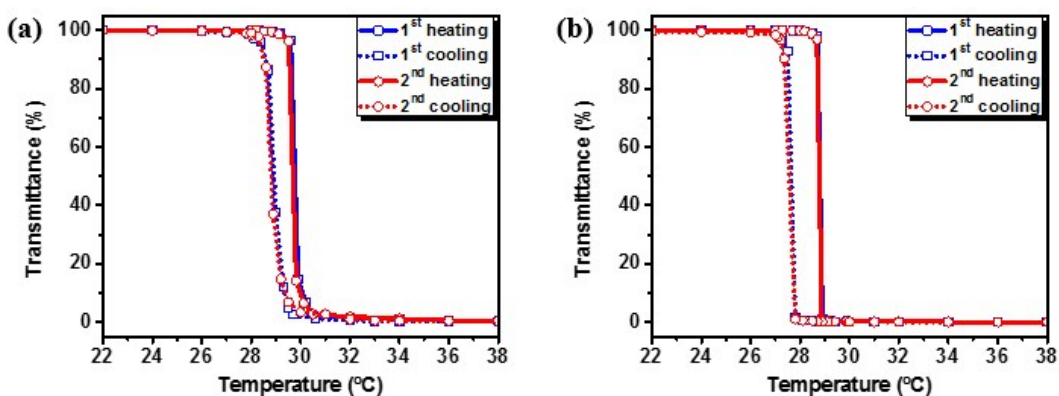 (a)
Transmittance (%)
100
80
60
40
20
0
22 24 26 28 30 32 34 36 38
Temperature (ºC)
1st heating
1st cooling
2nd heating
2nd cooling
(b)
Transmittance (%)
100
80
60
40
20
0
22 24 26 28 30 32 34 36 38
Temperature (ºC)
1st heating
1st cooling
2nd heating
2nd cooling